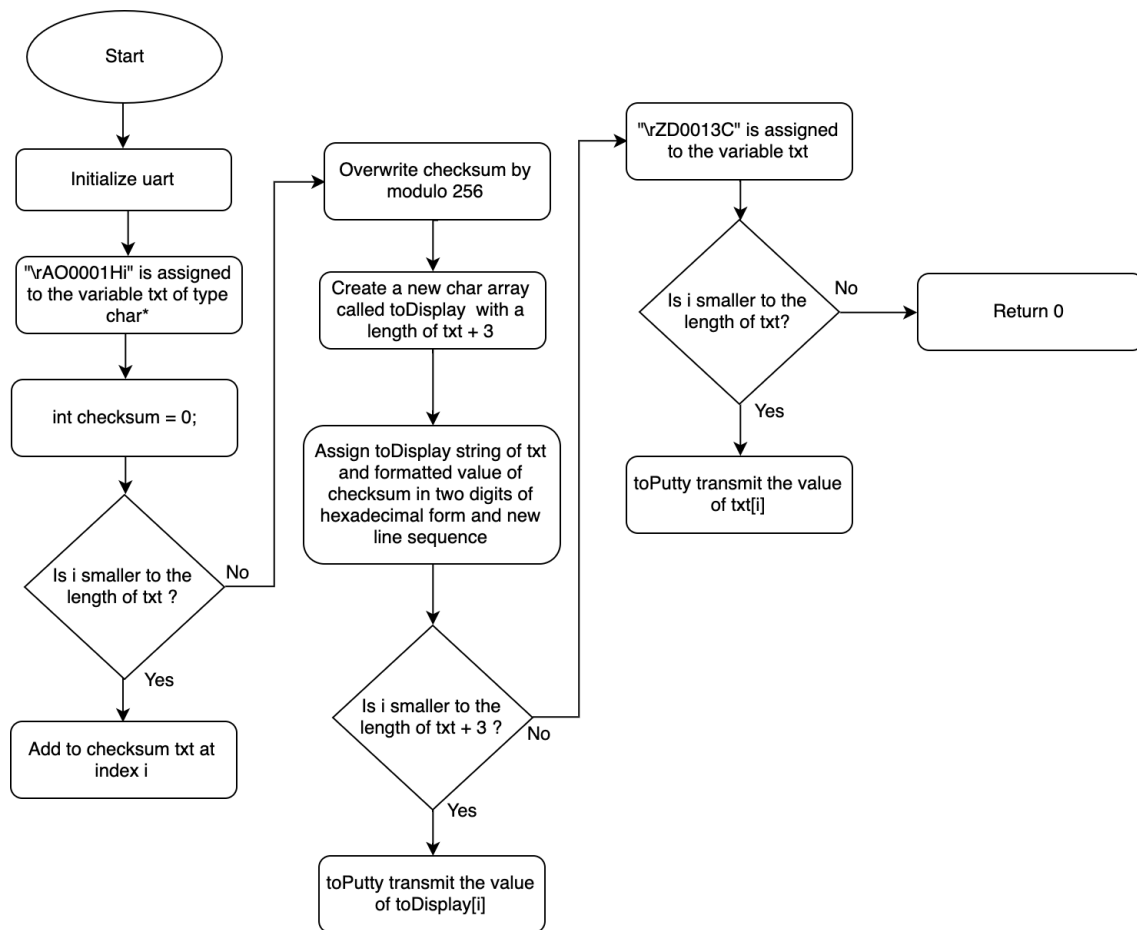 Start
Initialize uart
"\rAO0001Hi" is assigned
to the variable txt of type
char*
int checksum = 0;
Is i smaller to the
length of txt ?
No
Yes
Add to checksum txt at
index i
Overwrite checksum by
modulo 256
Create a new char array
called toDisplay with a
length of txt + 3
Assign toDisplay string of txt
and formatted value of
checksum in two digits of
hexadecimal form and new
line sequence
Is i smaller to the
length of txt + 3 ?
No
Yes
toPutty transmit the value
of toDisplay[i]
"\rZD0013C" is assigned
to the variable txt
Is i smaller to the
length of txt?
No
Return 0
Yes
toPutty transmit the value
of txt[i]